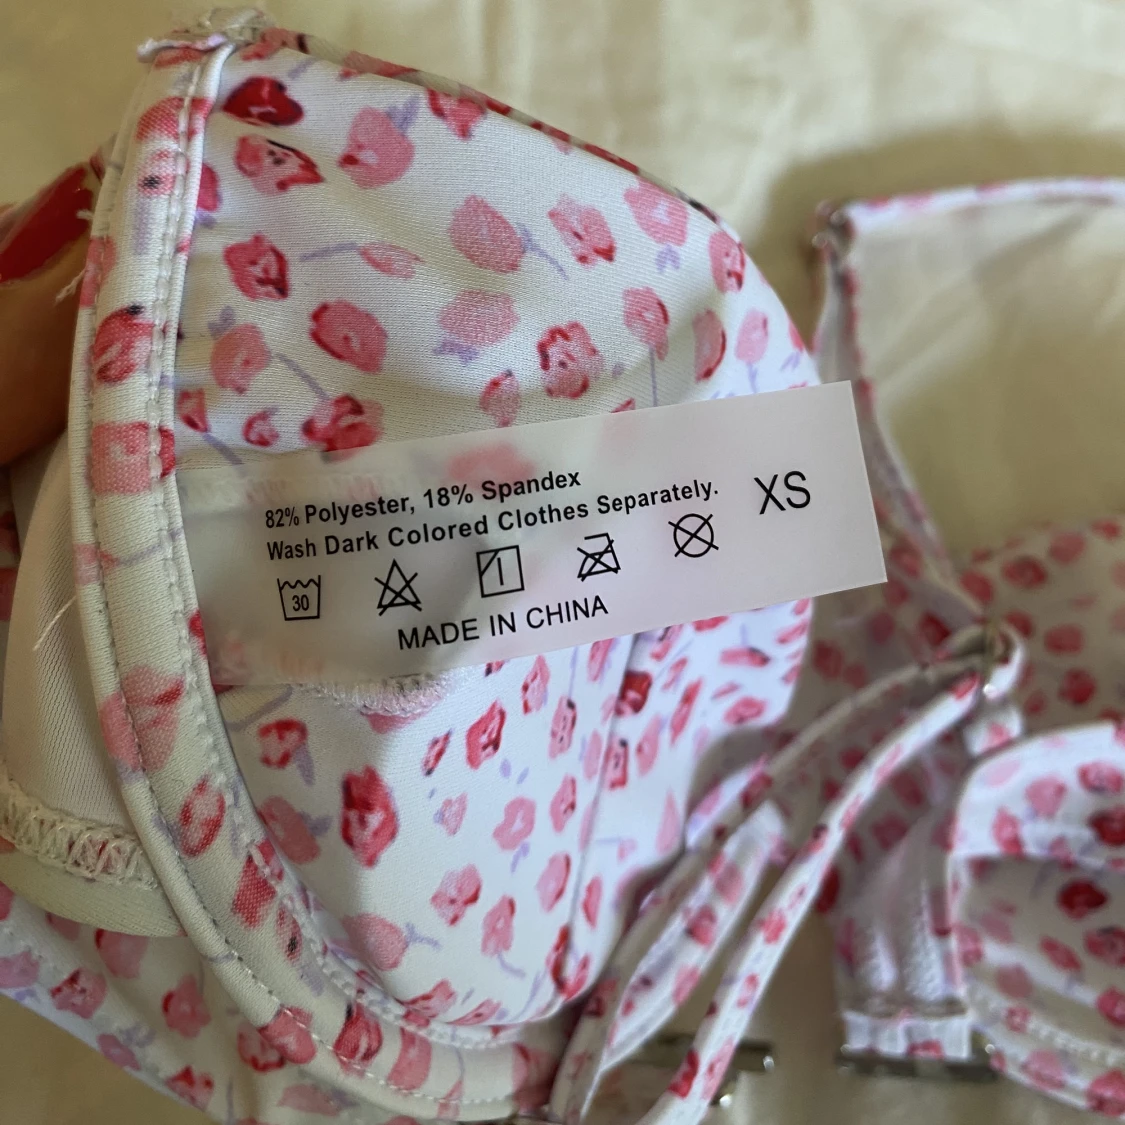 82% Polyester, 18% Spandex
Wash Dark Colored Clothes Separately.
XS
30
MADE IN CHINA